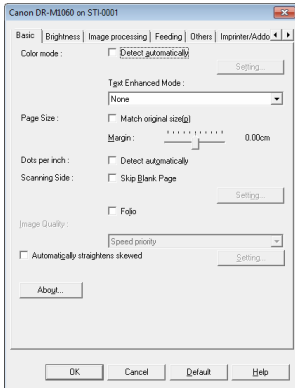 Canon DR-M1060 on STI-0001
Basic Brightness Image processing Feeding Others Imprinter/Addo
Color mode : Detect automatically
Setting...
Text Enhanced Mode :
None
Page Size : Match original size(p)
Margin : 0.00cm
Dots per inch : Detect automatically
Scanning Side : Skip Blank Page
Setting...
Folio
Image Quality :
Speed priority
Automatically straightens skewed Setting...
About...
OK Cancel Default Help